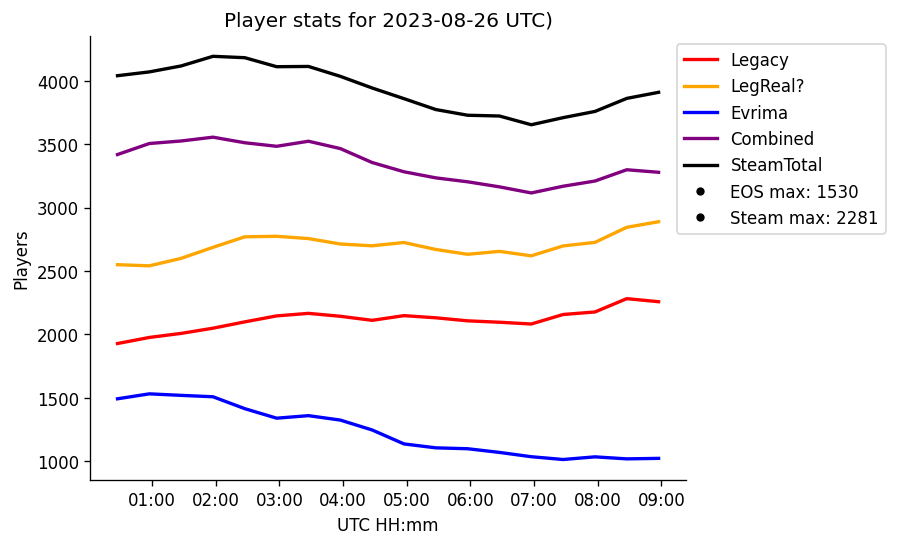 Player stats for 2023-08-26 UTC)
Legacy
LegReal?
Evrima
Combined
SteamTotal
EOS max: 1530
Steam max: 2281
Players
4000
3500
3000
2500
2000
1500
1000
01:00 02:00 03:00 04:00 05:00 06:00 07:00 08:00 09:00
UTC HH:mm